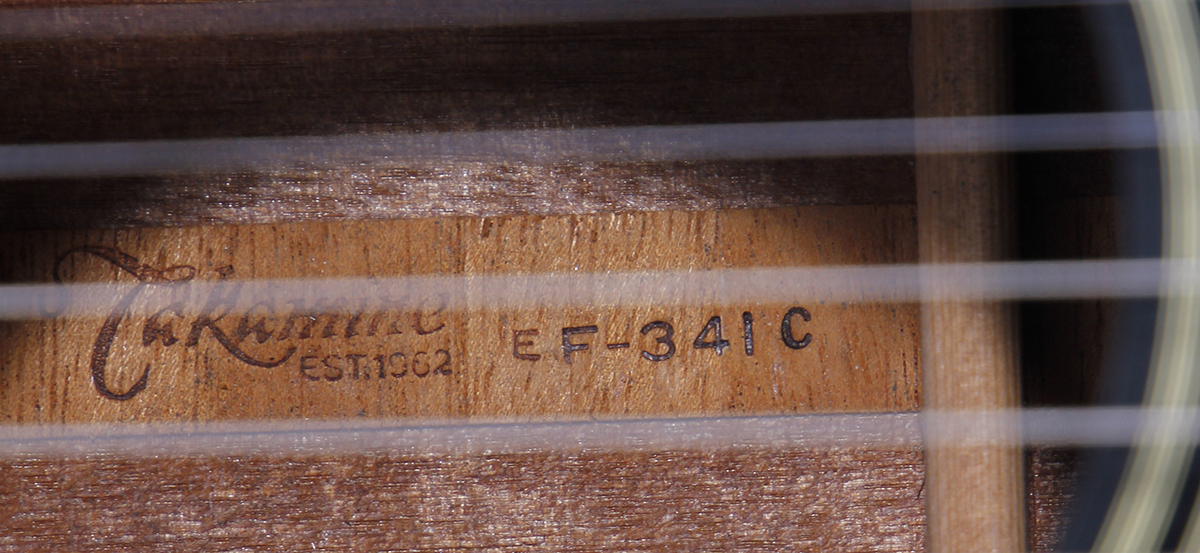 Takamine
EST.1962
EF-341C